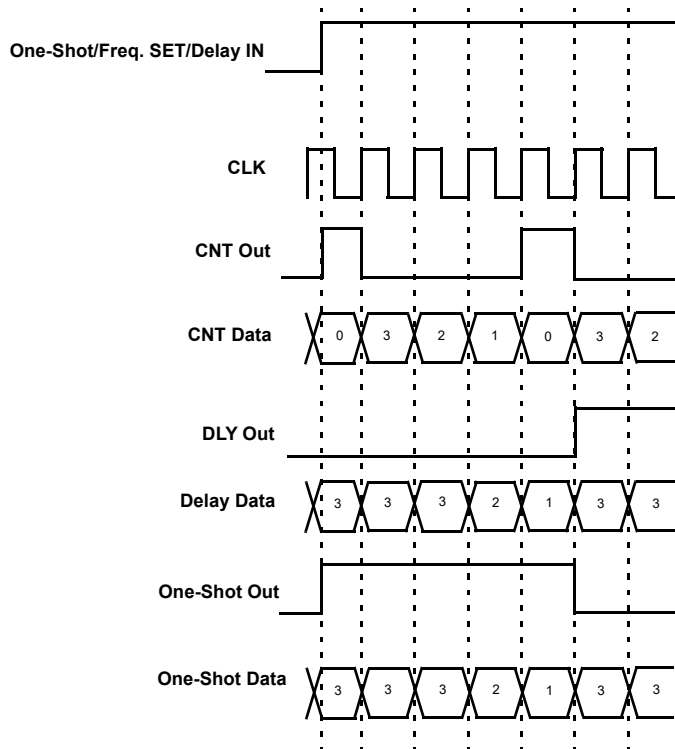 One-Shot/Freq. SET/Delay IN
CLK
CNT Out
CNT Data 0 3 2 1 0 3 2
DLY Out
Delay Data 3 3 3 2 1 3 3
One-Shot Out
One-Shot Data 3 3 3 2 1 3 3